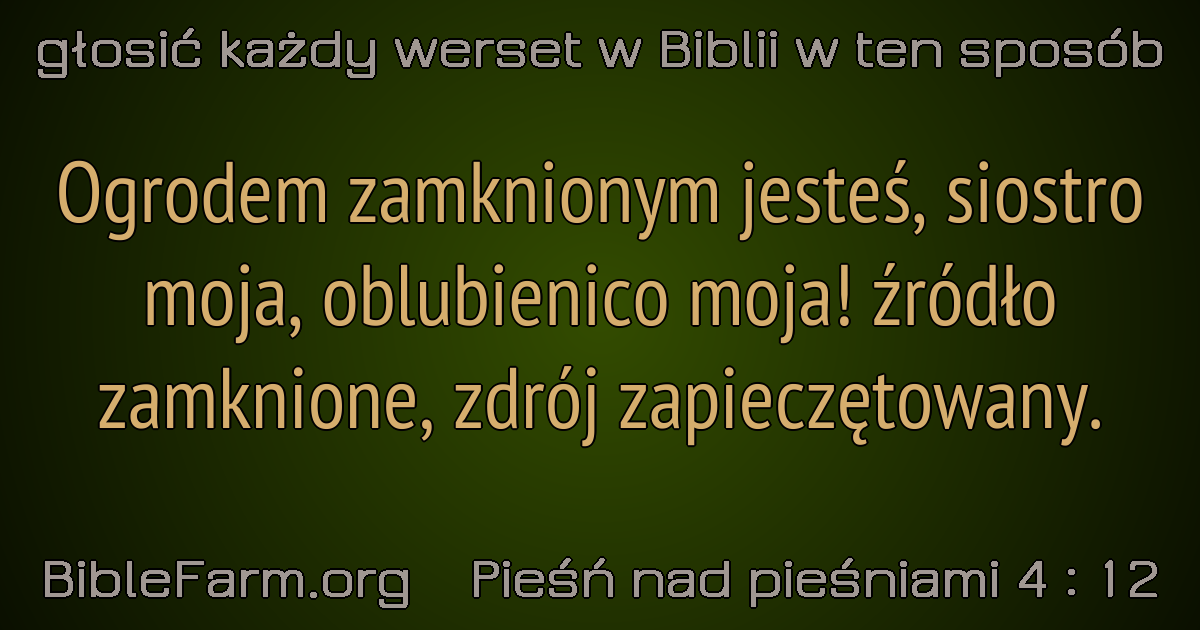 głosić każdy werset w Biblii w ten sposób
Ogrodem zamknionym jesteś, siostro
moja, oblubienico moja! źródło
zamknione, zdrój zapieczętowany.
BibleFarm.org Pieśń nad pieśniami 4 : 12